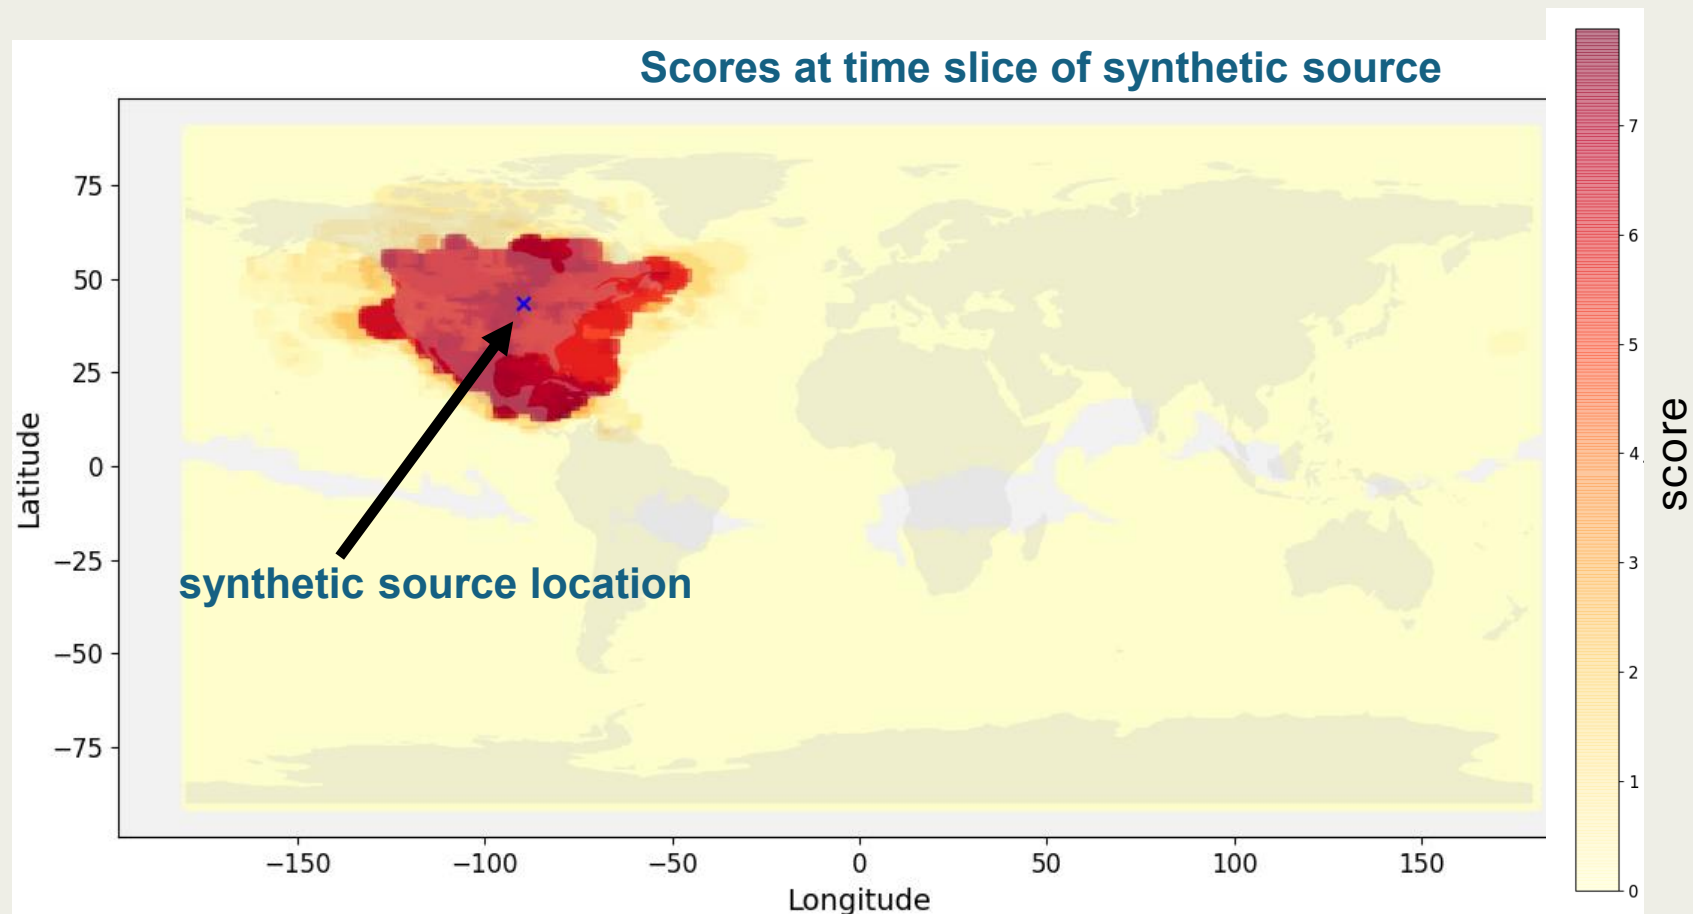 Scores at time slice of synthetic source
7
75
6
50
5
25
score
4
Latitude
0
−25
3
synthetic source location
−50
2
−75
1
−150 −100 −50 0 50 100 150
0
Longitude